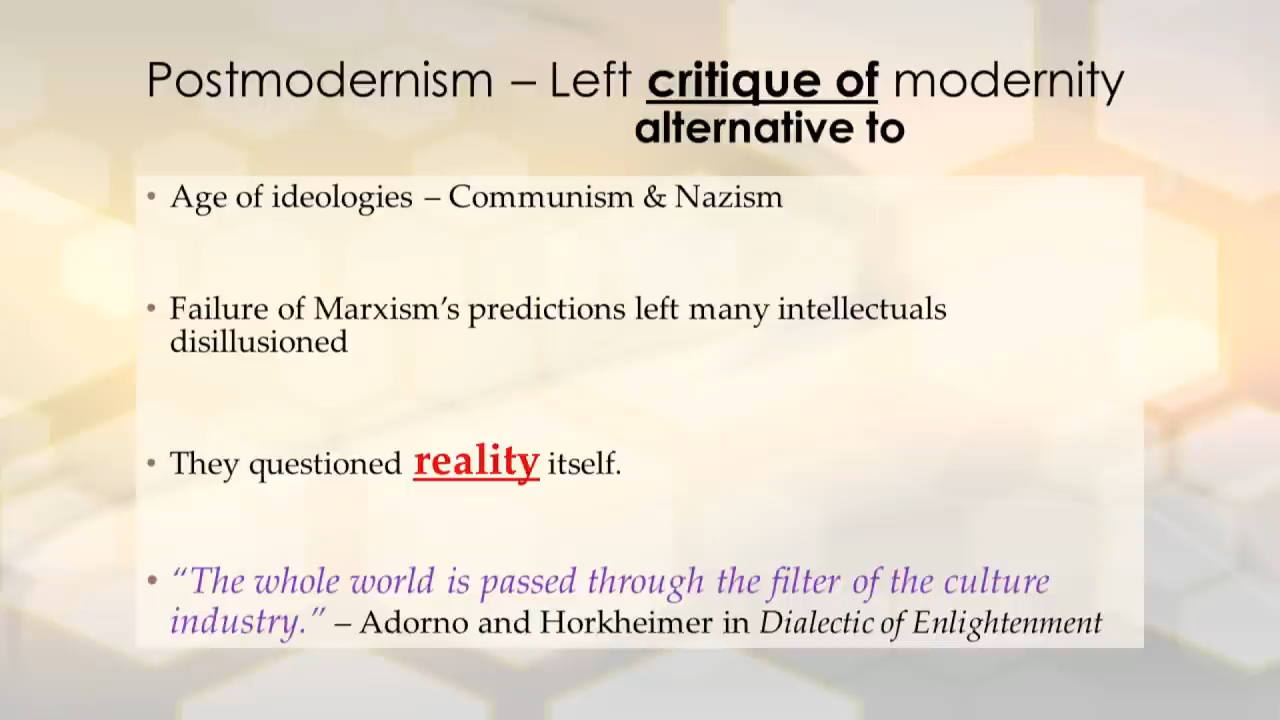 Postmodernism – Left critique of modernity
alternative to
• Age of ideologies – Communism & Nazism
• Failure of Marxism’s predictions left many intellectuals
disillusioned
• They questioned reality itself.
• “The whole world is passed through the filter of the culture
industry.” – Adorno and Horkheimer in Dialectic of Enlightenment